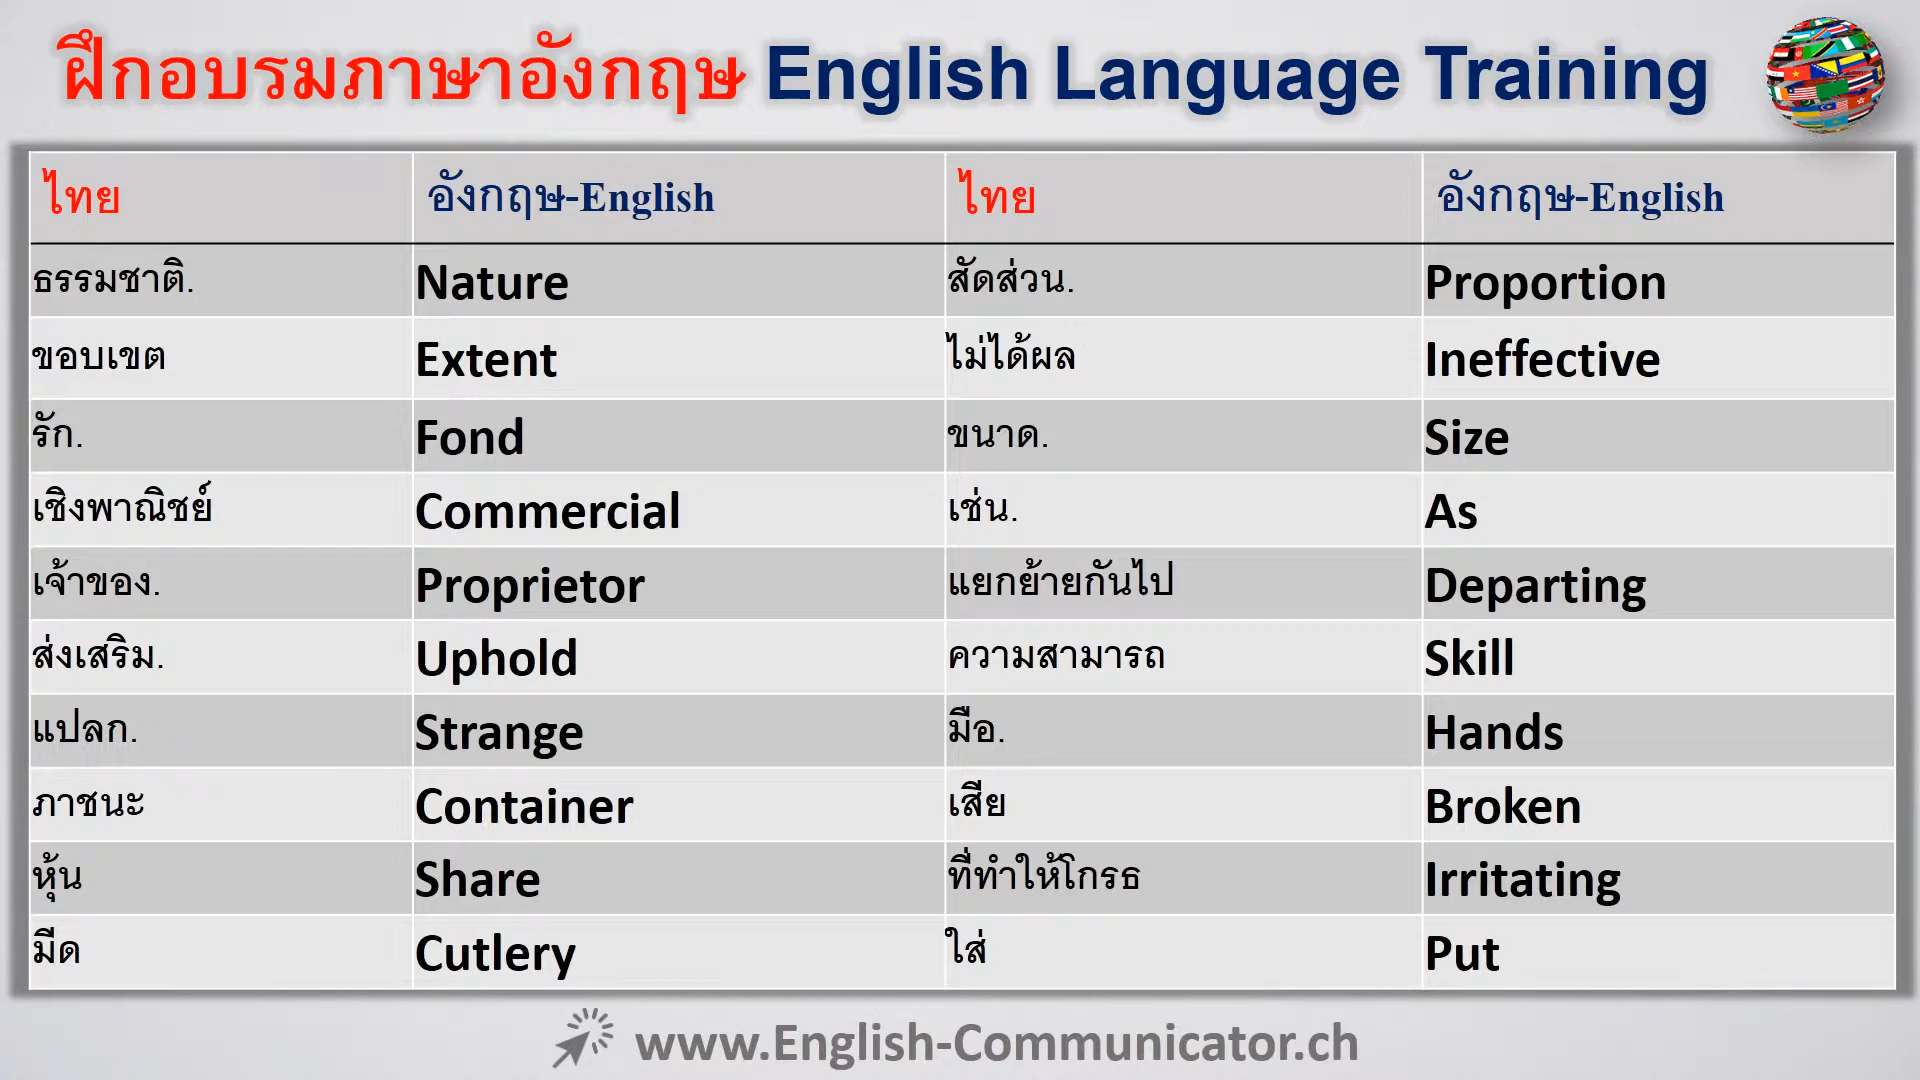 ฝึกอบรมภาษาอังกฤษ English Language Training
ไทย อังกฤษ-English ไทย อังกฤษ-English
ธรรมชาติ. Nature สัดส่วน. Proportion
ขอบเขต Extent ไม่ได้ผล Ineffective
รัก. Fond ขนาด. Size
เชิงพาณิชย์ Commercial เช่น. As
เจ้าของ. Proprietor แยกย้ายกันไป Departing
ส่งเสริม. Uphold ความสามารถ Skill
แปลก. Strange มือ. Hands
ภาชนะ Container เสีย Broken
หุ้น Share ที่ทำให้โกรธ Irritating
มีด Cutlery ใส่ Put
www.English-Communicator.ch